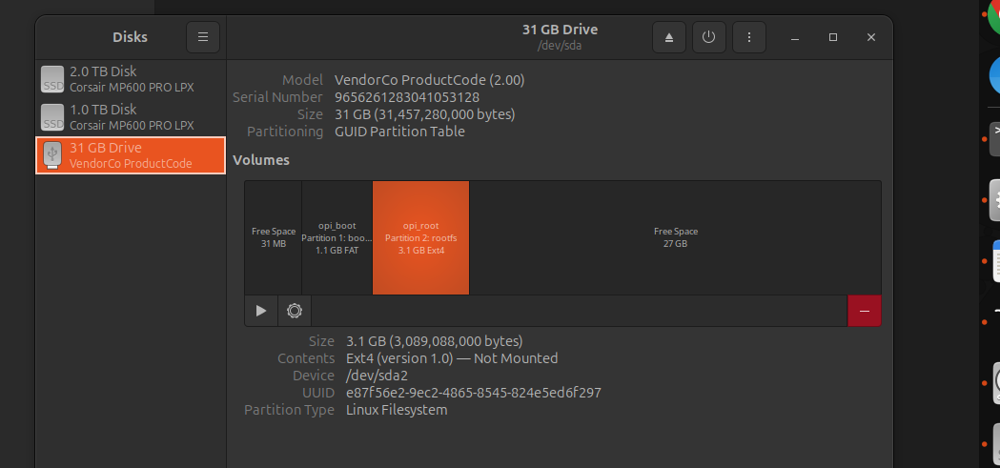 Disks
31 GB Drive
/dev/sda
2.0 TB Disk
Corsair MP600 PRO LPX
1.0 TB Disk
Corsair MP600 PRO LPX
31 GB Drive
VendorCo ProductCode
SSD
SSD
Model VendorCo ProductCode (2.00)
Serial Number 9656261283041053128
Size 31 GB (31,457,280,000 bytes)
Partitioning GUID Partition Table
Volumes
Free Space
31 MB
opi_boot
Partition 1: boo...
1.1 GB FAT
opi_root
Partition 2: rootfs
3.1 GB Ext4
Free Space
27 GB
Size 3.1 GB (3,089,088,000 bytes)
Contents Ext4 (version 1.0) — Not Mounted
Device /dev/sda2
UUID e87f56e2-9ec2-4865-8545-824e5ed6f297
Partition Type Linux Filesystem